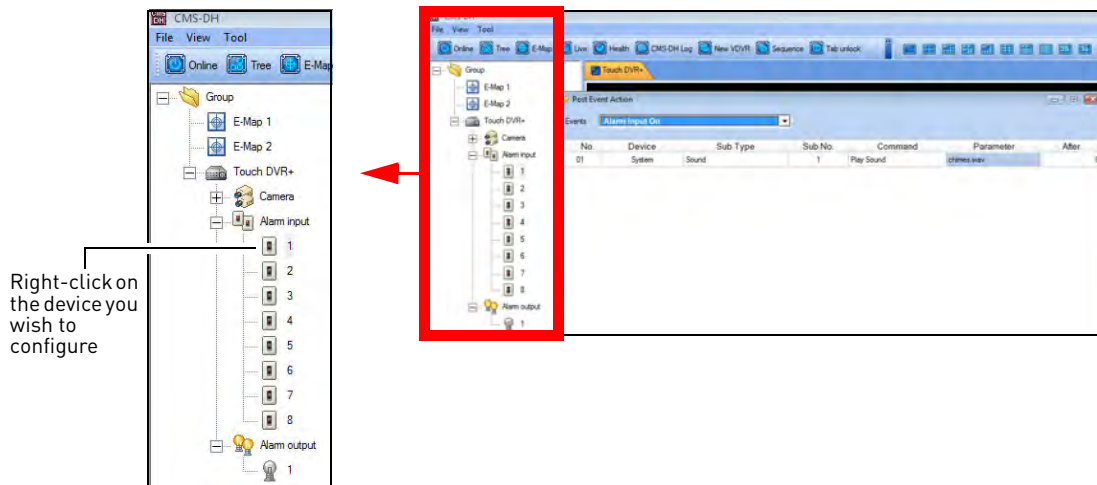 CMS-DH
File View Tool
Online Tree E-Map
Group
E-Map 1
E-Map 2
Touch DVR+
Camera
Alarm input
1
2
3
4
5
6
7
8
Alarm output
1
Right-click on
the device you
wish to
configure
CMS-DH
File View Tool
Online Tree E-Map Live Health CMS-DH Log New VDVR Sequence Tab unlock
Group
E-Map 1
E-Map 2
Touch DVR+
Camera
Alarm input
1
2
3
4
5
6
7
8
Alarm output
1
Touch DVR+
Post Event Action
Events Alarm Input On
No. Device Sub Type Sub No. Command Parameter After
01 System Sound 1 Play Sound chimes.wav